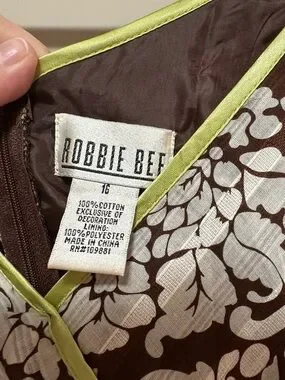 ROBBIE BEE
16
100%COTTON
EXCLUSIVE OF
DECORATION
LINING:
100%POLYESTER
MADE IN CHINA
RN#109881